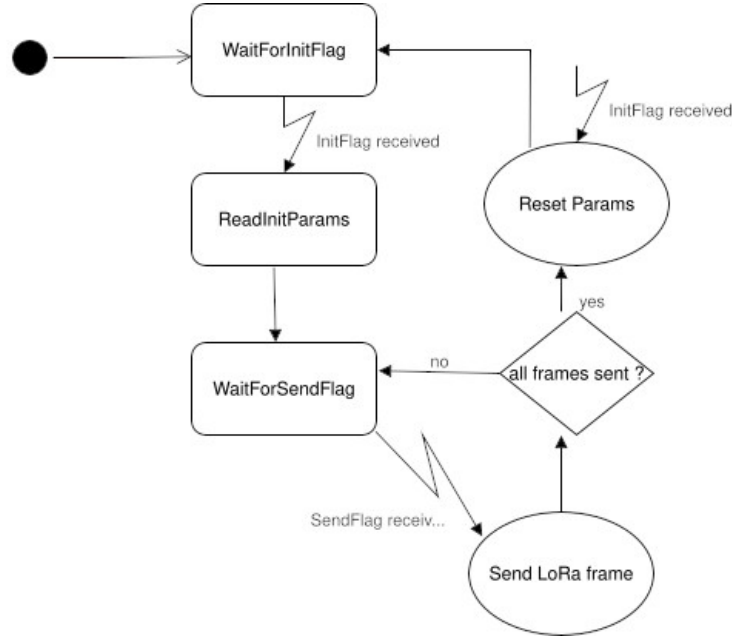 WaitForInitFlag
InitFlag received
InitFlag received
ReadInitParams
Reset Params
yes
WaitForSendFlag
no
all frames sent ?
SendFlag receiv...
Send LoRa frame